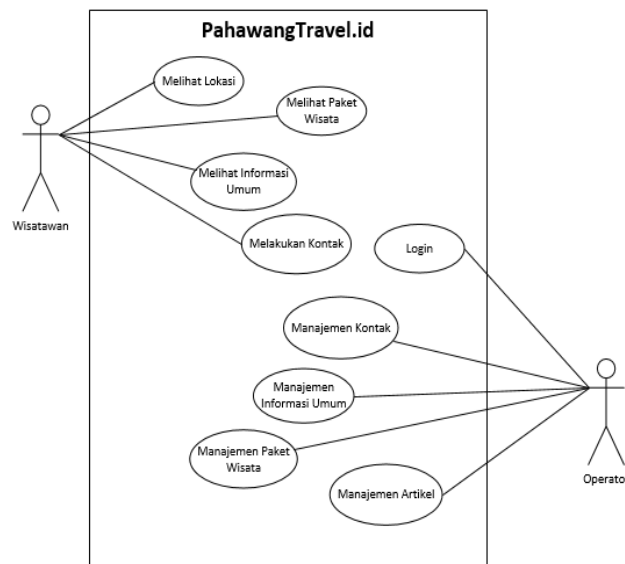 PahawangTravel.id
Melihat Lokasi
Melihat Paket
Wisata
Melihat Informasi
Umum
Wisatawan
Melakukan Kontak
Login
Manajemen Kontak
Manajemen
Informasi Umum
Manajemen Paket
Wisata
Operato
Manajemen Artikel